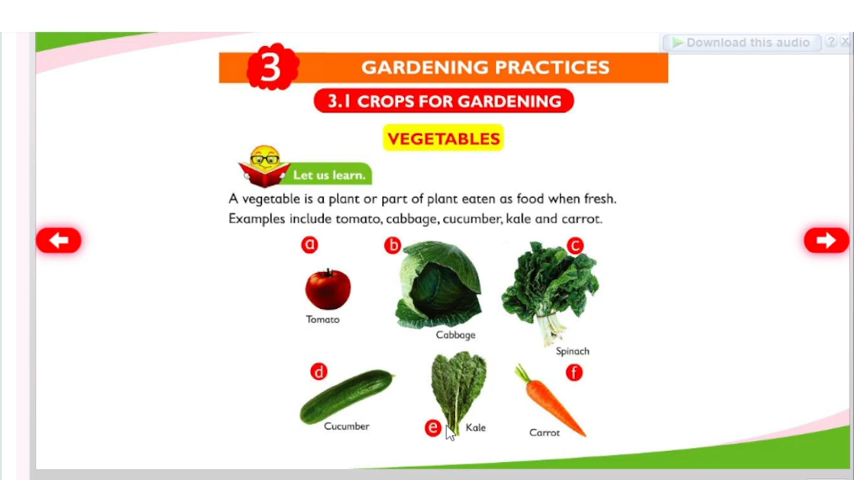 Download this audio
?
X
3
GARDENING PRACTICES
3.1 CROPS FOR GARDENING
VEGETABLES
Let us learn.
A vegetable is a plant or part of plant eaten as food when fresh.
Examples include tomato, cabbage, cucumber, kale and carrot.
a
b
c
Tomato
Cabbage
Spinach
d
f
Cucumber
e
Kale
Carrot